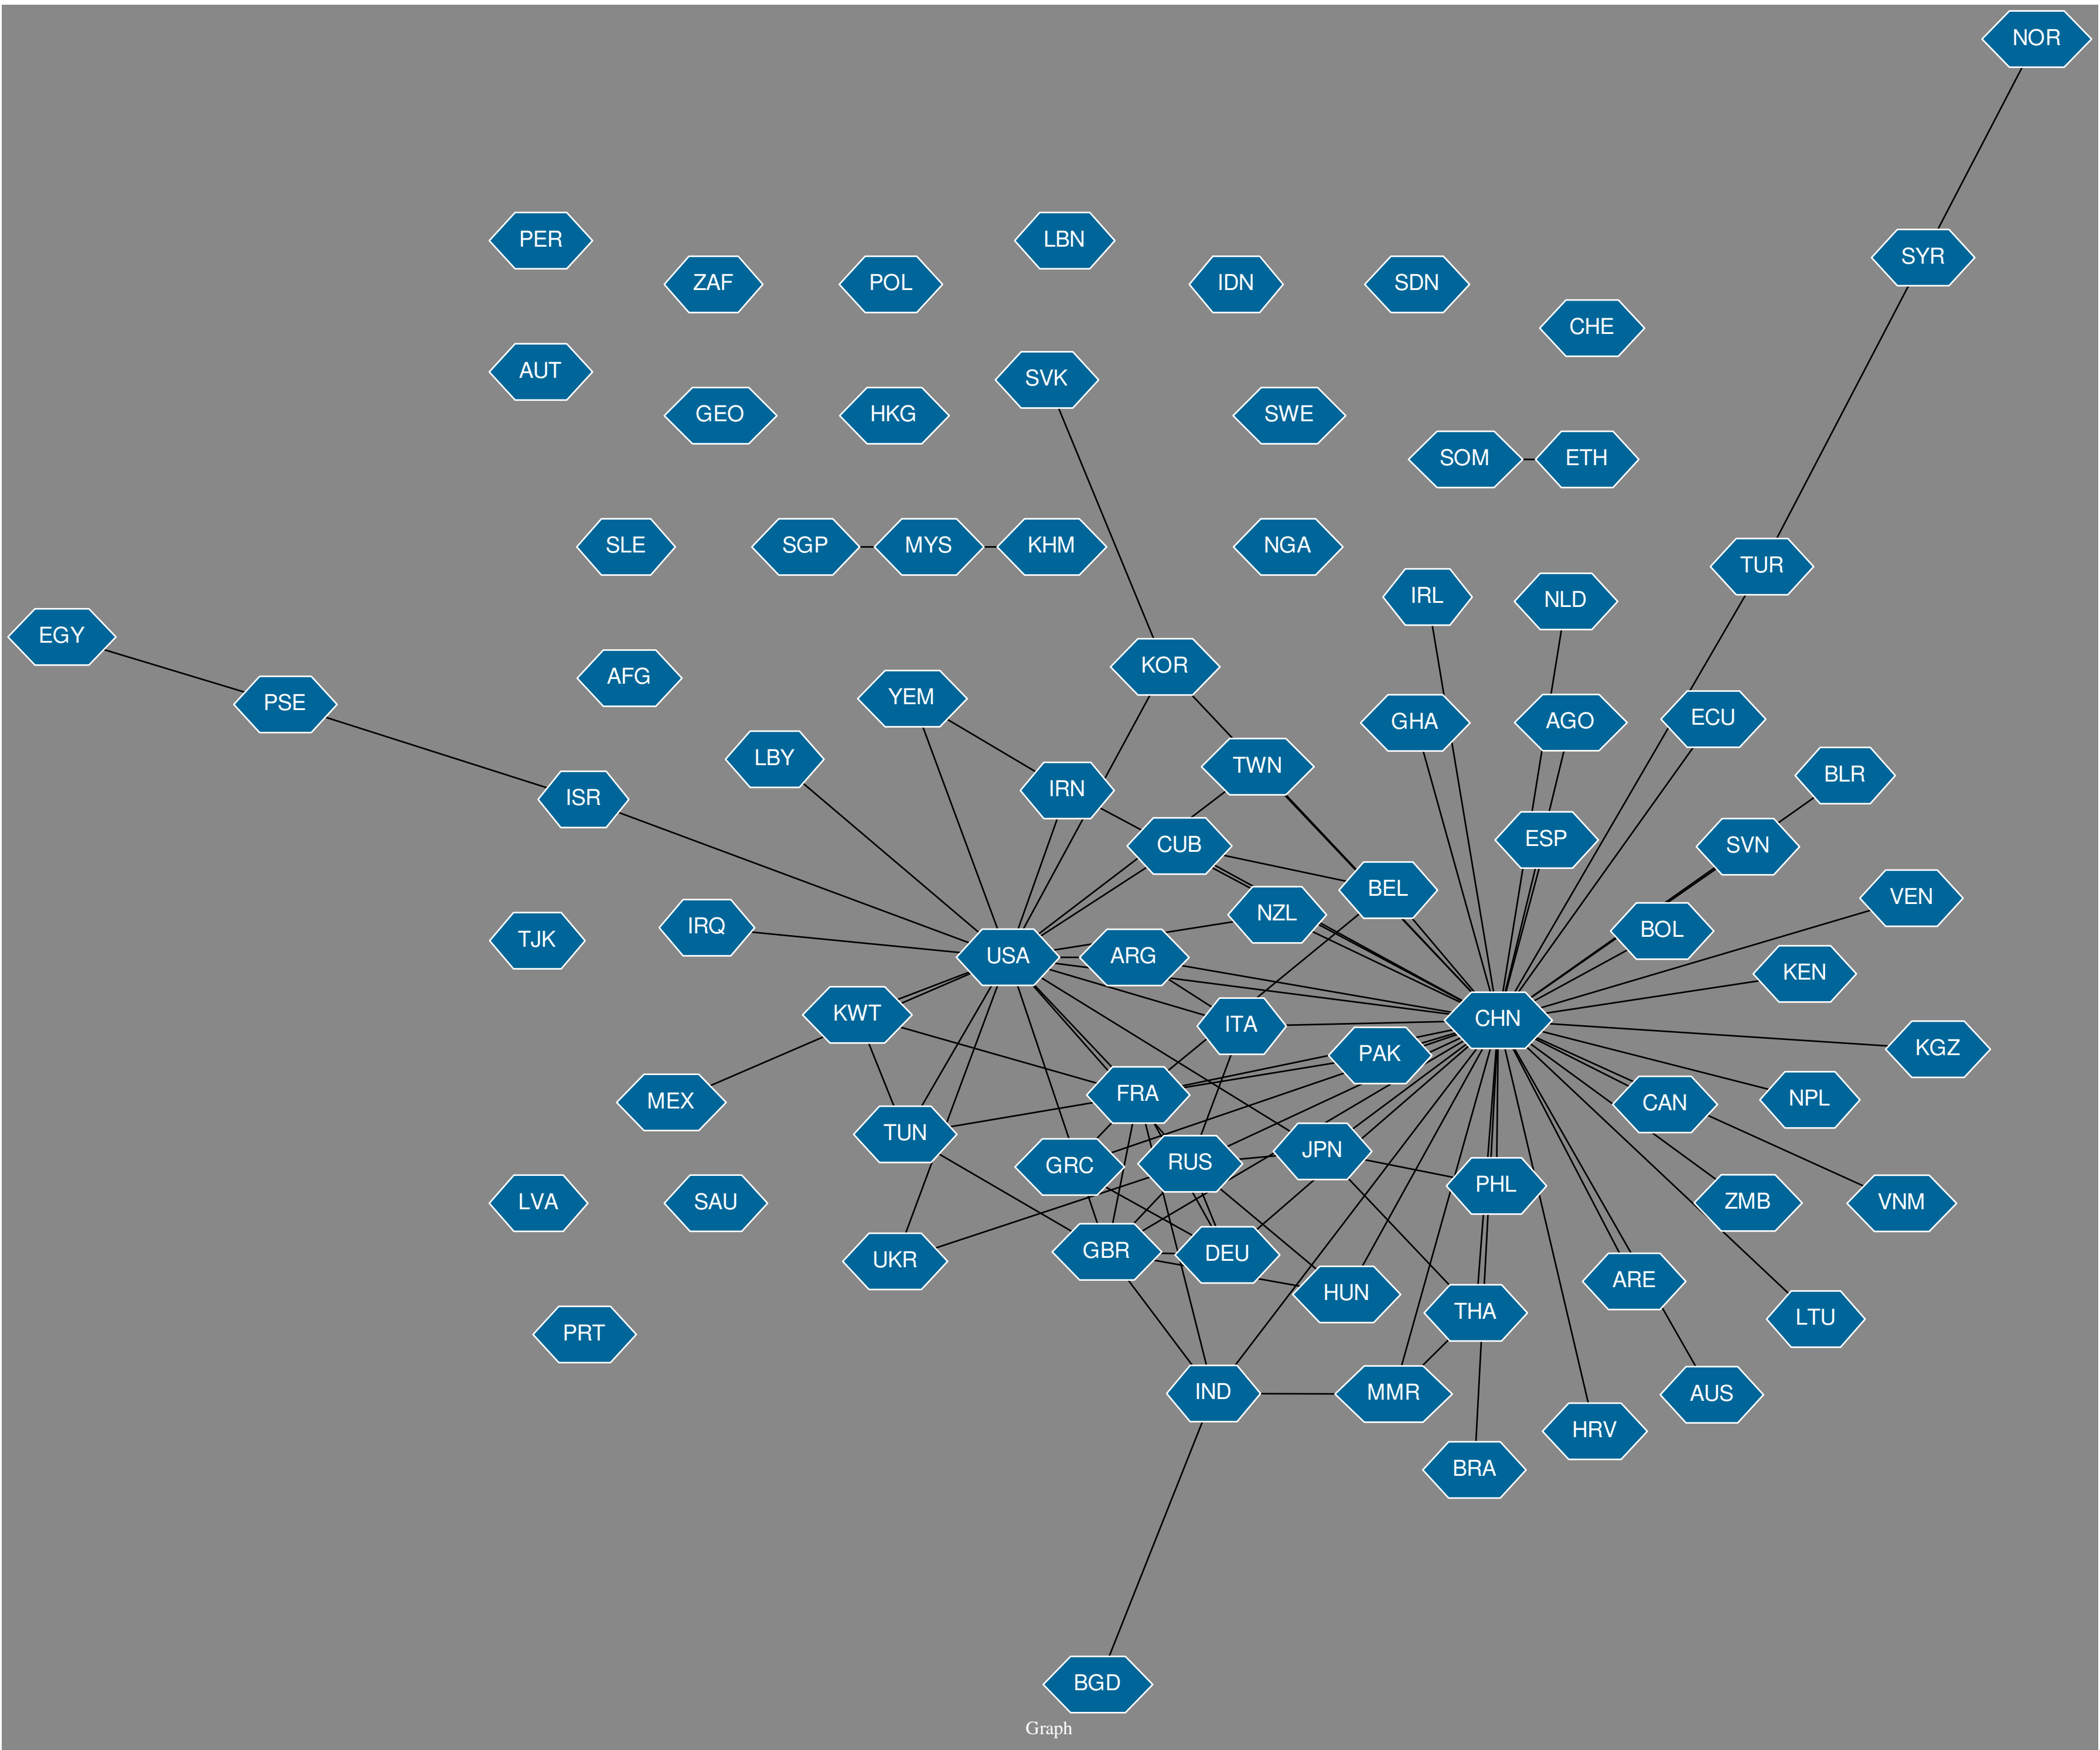 NOR
PER
LBN
SYR
ZAF
POL
IDN
SDN
CHE
AUT
SVK
GEO
HKG
SWE
SOM
ETH
SLE
SGP
MYS
KHM
NGA
TUR
IRL
NLD
EGY
KOR
AFG
YEM
PSE
GHA
AGO
ECU
LBY
TWN
BLR
ISR
IRN
CUB
ESP
SVN
BEL
VEN
NZL
IRQ
BOL
TJK
USA
ARG
KEN
KWT
CHN
ITA
KGZ
PAK
FRA
NPL
MEX
CAN
TUN
JPN
RUS
GRC
PHL
LVA
SAU
ZMB
VNM
GBR
DEU
UKR
ARE
HUN
THA
LTU
PRT
IND
MMR
AUS
HRV
BRA
BGD
Graph